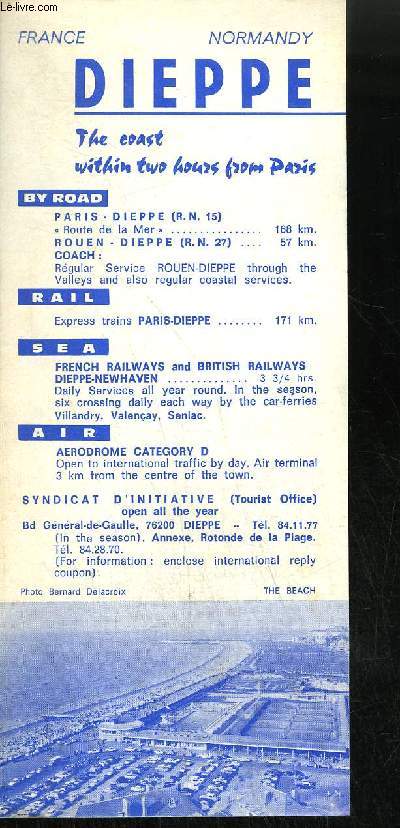 Le-livre.com
FRANCE NORMANDY
DIEPPE
The coast
within two hours from Paris
BY ROAD
PARIS - DIEPPE (R.N. 15)
« Route de la Mer » ................ 168 km.
ROUEN - DIEPPE (R.N. 27) .... 57 km.
COACH :
Régular Service ROUEN-DIEPPE through the
Valleys and also regular coastal services.
RAIL
Express trains PARIS-DIEPPE ........ 171 km.
SEA
FRENCH RAILWAYS and BRITISH RAILWAYS
DIEPPE-NEWHAVEN .............. 3 3/4 hrs.
Daily Services all year round. In the season,
six crossing daily each way by the car-ferries
Villandry, Valençay, Senlac.
AIR
AERODROME CATEGORY D
Open to international traffic by day. Air terminal
3 km from the centre of the town.
SYNDICAT D'INITIATIVE (Tourist Office)
open all the year
Bd Général-de-Gaulle, 76200 DIEPPE -- Tél. 84.11.77
(In the season), Annexe, Rotonde de la Plage.
Tél. 84.28.70.
(For information : enclose international reply
coupon).
Photo Bernard Delacroix THE BEACH